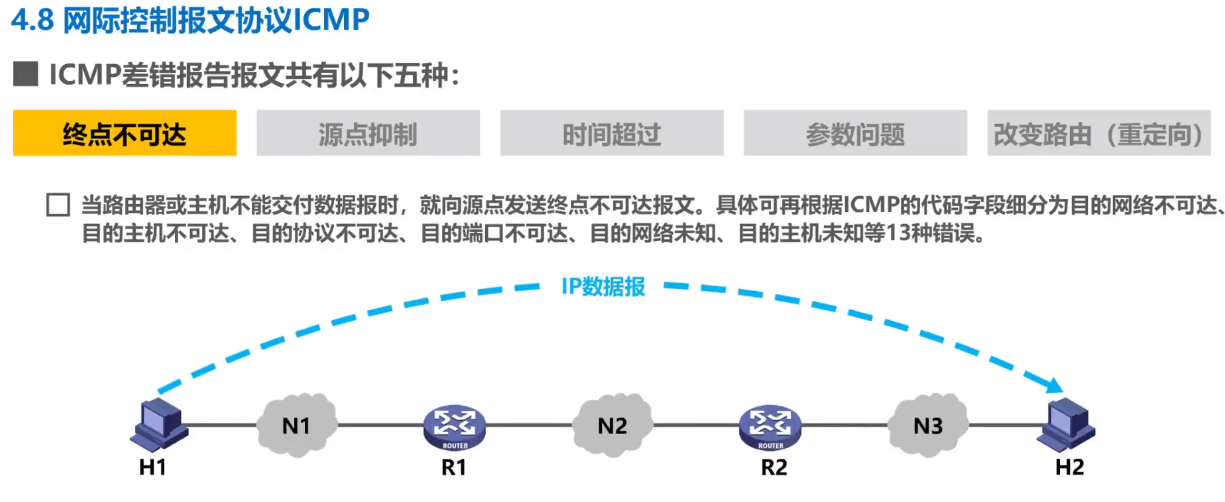 4.8 网际控制报文协议ICMP
ICMP差错报告报文共有以下五种：
终点不可达 源点抑制 时间超过 参数问题 改变路由（重定向）
当路由器或主机不能交付数据报时，就向源点发送终点不可达报文。具体可再根据ICMP的代码字段细分为目的网络不可达、
目的主机不可达、目的协议不可达、目的端口不可达、目的网络未知、目的主机未知等13种错误。
IP数据报
N1 N2 N3
ROUTER ROUTER
H1 R1 R2 H2